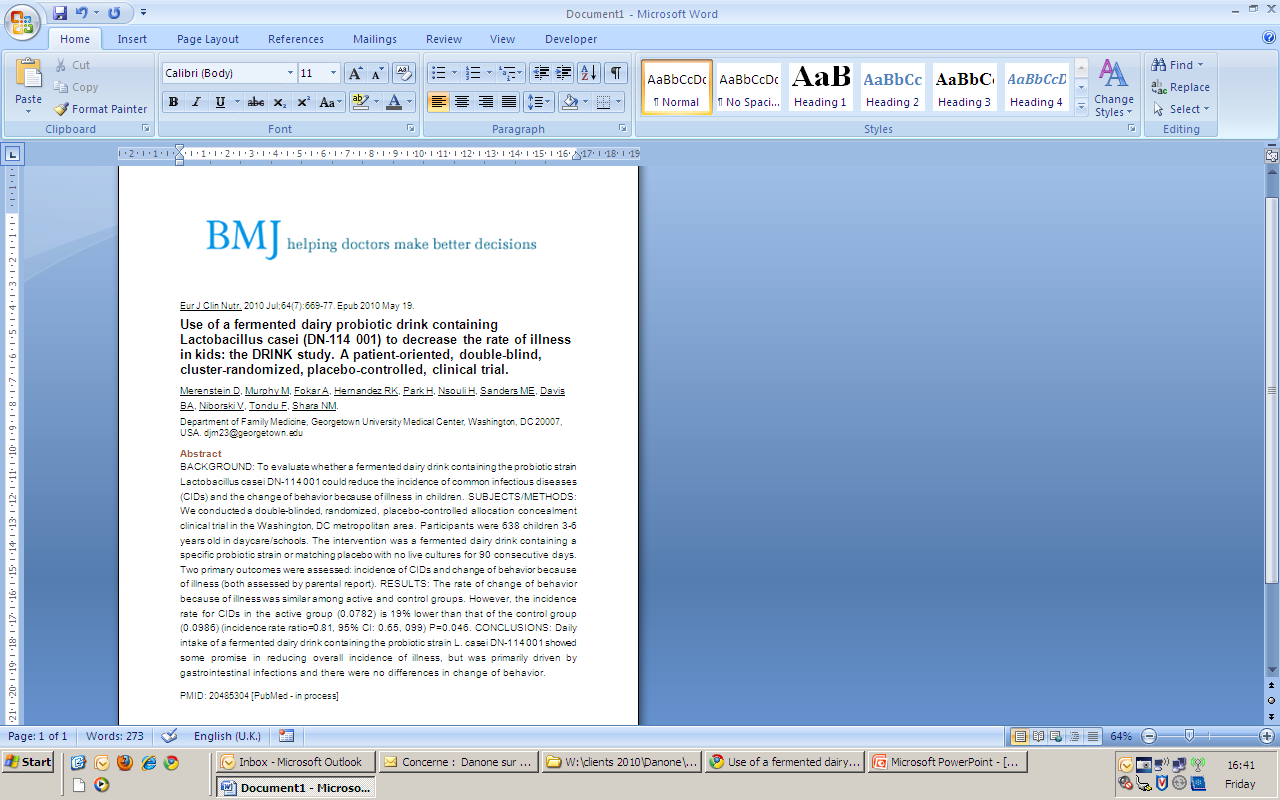 Document1 - Microsoft Word
Home Insert Page Layout References Mailings Review View Developer
Paste
Cut
Copy
Format Painter
Clipboard
Calibri (Body) 11
Font
Paragraph
AaBbCcDc AaBbCcDc AaB AaBbCc AaBbCc AaBbCcD
¶ Normal ¶ No Spaci... Heading 1 Heading 2 Heading 3 Heading 4
Change Styles
Styles
Find
Replace
Select
Editing
BMJ helping doctors make better decisions
Eur J Clin Nutr. 2010 Jul;64(7):669-77. Epub 2010 May 19.
Use of a fermented dairy probiotic drink containing
Lactobacillus casei (DN-114 001) to decrease the rate of illness
in kids: the DRINK study. A patient-oriented, double-blind,
cluster-randomized, placebo-controlled, clinical trial.
Merenstein D, Murphy M, Fokar A, Hernandez RK, Park H, Nsouli H, Sanders ME, Davis
BA, Niborski V, Tondu F, Shara NM.
Department of Family Medicine, Georgetown University Medical Center, Washington, DC 20007,
USA. djm23@georgetown.edu
Abstract
BACKGROUND: To evaluate whether a fermented dairy drink containing the probiotic strain
Lactobacillus casei DN-114 001 could reduce the incidence of common infectious diseases
(CIDs) and the change of behavior because of illness in children. SUBJECTS/METHODS:
We conducted a double-blinded, randomized, placebo-controlled allocation concealment
clinical trial in the Washington, DC metropolitan area. Participants were 638 children 3-6
years old in daycare/schools. The intervention was a fermented dairy drink containing a
specific probiotic strain or matching placebo with no live cultures for 90 consecutive days.
Two primary outcomes were assessed: incidence of CIDs and change of behavior because
of illness (both assessed by parental report). RESULTS: The rate of change of behavior
because of illness was similar among active and control groups. However, the incidence
rate for CIDs in the active group (0.0782) is 19% lower than that of the control group
(0.0986) (incidence rate ratio=0.81, 95% CI: 0.65, 099) P=0.046. CONCLUSIONS: Daily
intake of a fermented dairy drink containing the probiotic strain L. casei DN-114 001 showed
some promise in reducing overall incidence of illness, but was primarily driven by
gastrointestinal infections and there were no differences in change of behavior.
PMID: 20485304 [PubMed - in process]
Page: 1 of 1 Words: 273 English (U.K.) 64%
Start Inbox - Microsoft Outlook Concerne : Danone sur ... W:\clients 2010\Danone\... Use of a fermented dairy... Microsoft PowerPoint - [... 16:41
Document1 - Microso... Friday